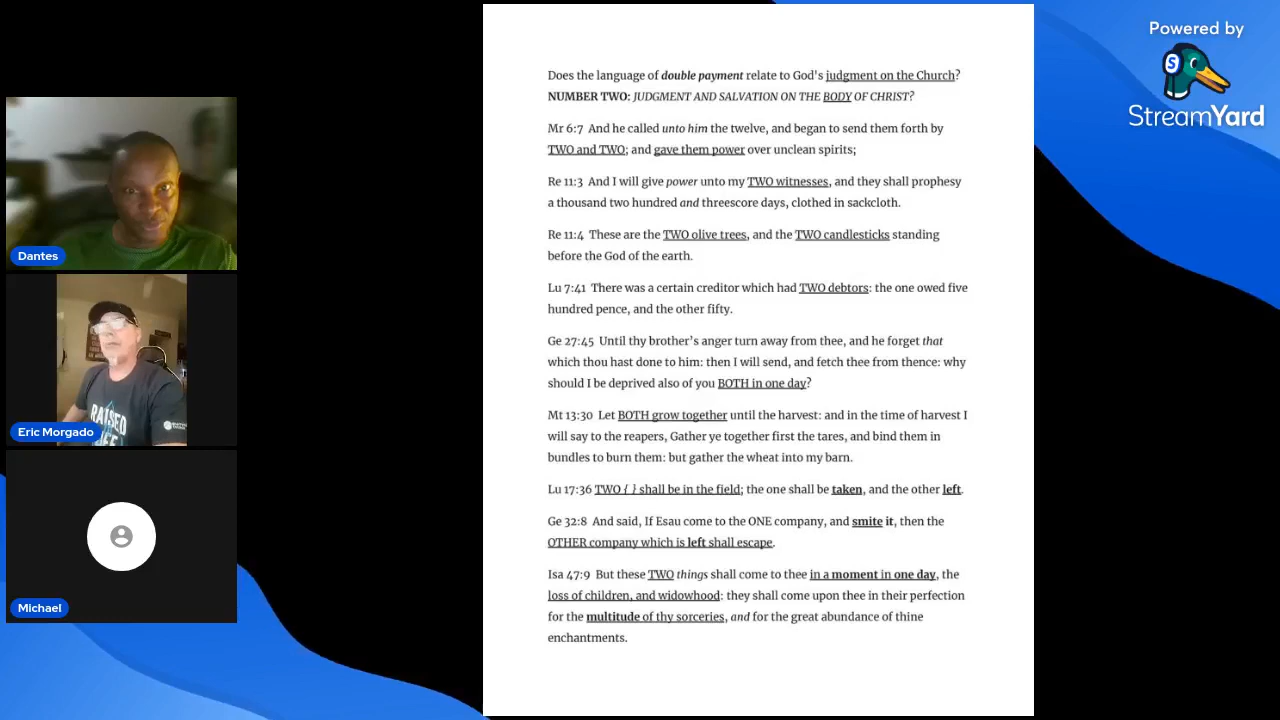 Powered by
StreamYard
Dantes
Eric Morgado
RAISED
LIFE
Michael
Does the language of double payment relate to God's judgment on the Church?
NUMBER TWO: JUDGMENT AND SALVATION ON THE BODY OF CHRIST?
Mr 6:7 And he called unto him the twelve, and began to send them forth by
TWO and TWO; and gave them power over unclean spirits;
Re 11:3 And I will give power unto my TWO witnesses, and they shall prophesy
a thousand two hundred and threescore days, clothed in sackcloth.
Re 11:4 These are the TWO olive trees, and the TWO candlesticks standing
before the God of the earth.
Lu 7:41 There was a certain creditor which had TWO debtors: the one owed five
hundred pence, and the other fifty.
Ge 27:45 Until thy brother’s anger turn away from thee, and he forget that
which thou hast done to him: then I will send, and fetch thee from thence: why
should I be deprived also of you BOTH in one day?
Mt 13:30 Let BOTH grow together until the harvest: and in the time of harvest I
will say to the reapers, Gather ye together first the tares, and bind them in
bundles to burn them: but gather the wheat into my barn.
Lu 17:36 TWO { } shall be in the field; the one shall be taken, and the other left.
Ge 32:8 And said, If Esau come to the ONE company, and smite it, then the
OTHER company which is left shall escape.
Isa 47:9 But these TWO things shall come to thee in a moment in one day, the
loss of children, and widowhood: they shall come upon thee in their perfection
for the multitude of thy sorceries, and for the great abundance of thine
enchantments.